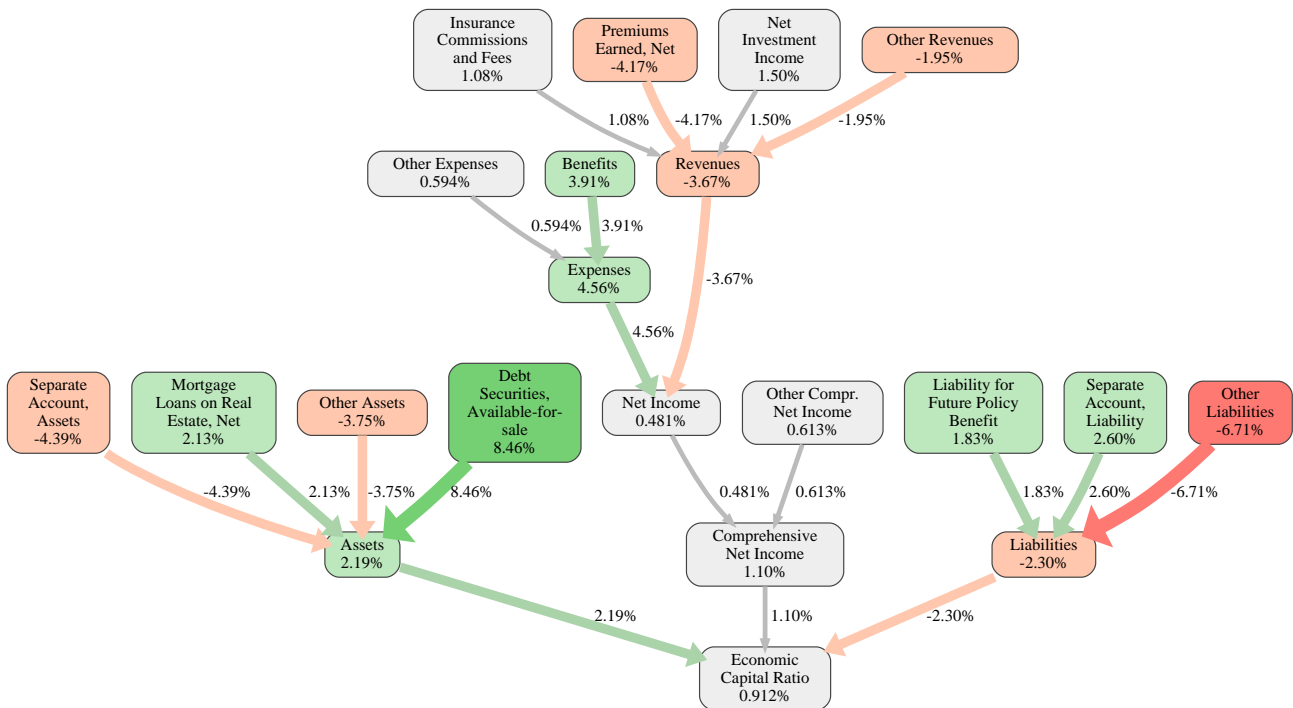 Insurance
Commissions
and Fees
1.08%
Premiums
Earned, Net
-4.17%
Net
Investment
Income
1.50%
Other Revenues
-1.95%
1.08%
-4.17%
1.50%
-1.95%
Other Expenses
0.594%
Benefits
3.91%
Revenues
-3.67%
0.594%
3.91%
Expenses
4.56%
-3.67%
4.56%
Separate
Account,
Assets
-4.39%
Mortgage
Loans on Real
Estate, Net
2.13%
Other Assets
-3.75%
Debt
Securities,
Available-for-
sale
8.46%
Net Income
0.481%
Other Compr.
Net Income
0.613%
Liability for
Future Policy
Benefit
1.83%
Separate
Account,
Liability
2.60%
Other
Liabilities
-6.71%
-4.39%
2.13%
-3.75%
8.46%
0.481%
0.613%
1.83%
2.60%
-6.71%
Assets
2.19%
Comprehensive
Net Income
1.10%
Liabilities
-2.30%
2.19%
1.10%
-2.30%
Economic
Capital Ratio
0.912%